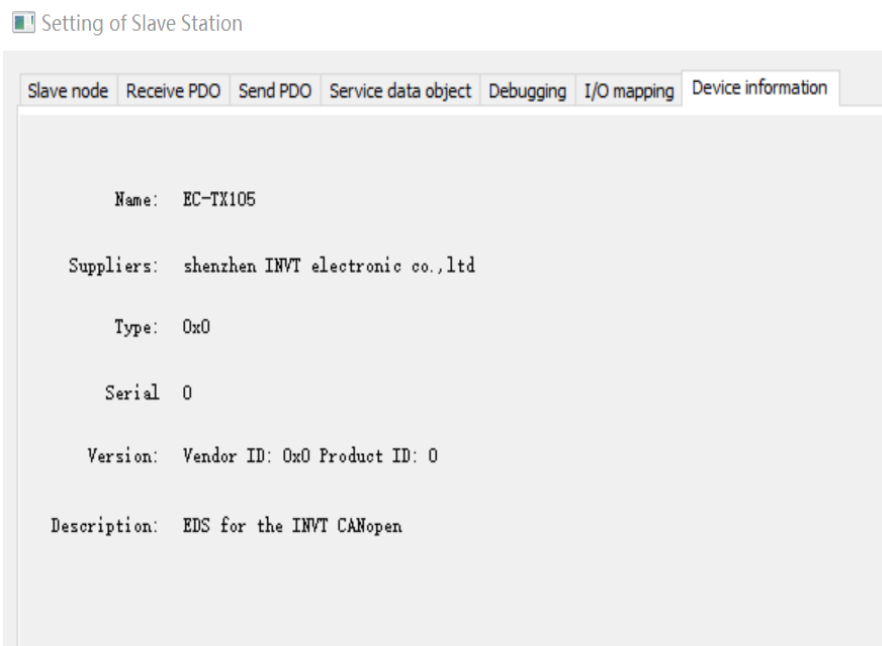 Setting of Slave Station
Slave node Receive PDO Send PDO Service data object Debugging I/O mapping Device information
Name: EC-TX105
Suppliers: shenzhen INVT electronic co.,ltd
Type: 0x0
Serial 0
Version: Vendor ID: 0x0 Product ID: 0
Description: EDS for the INVT CANopen